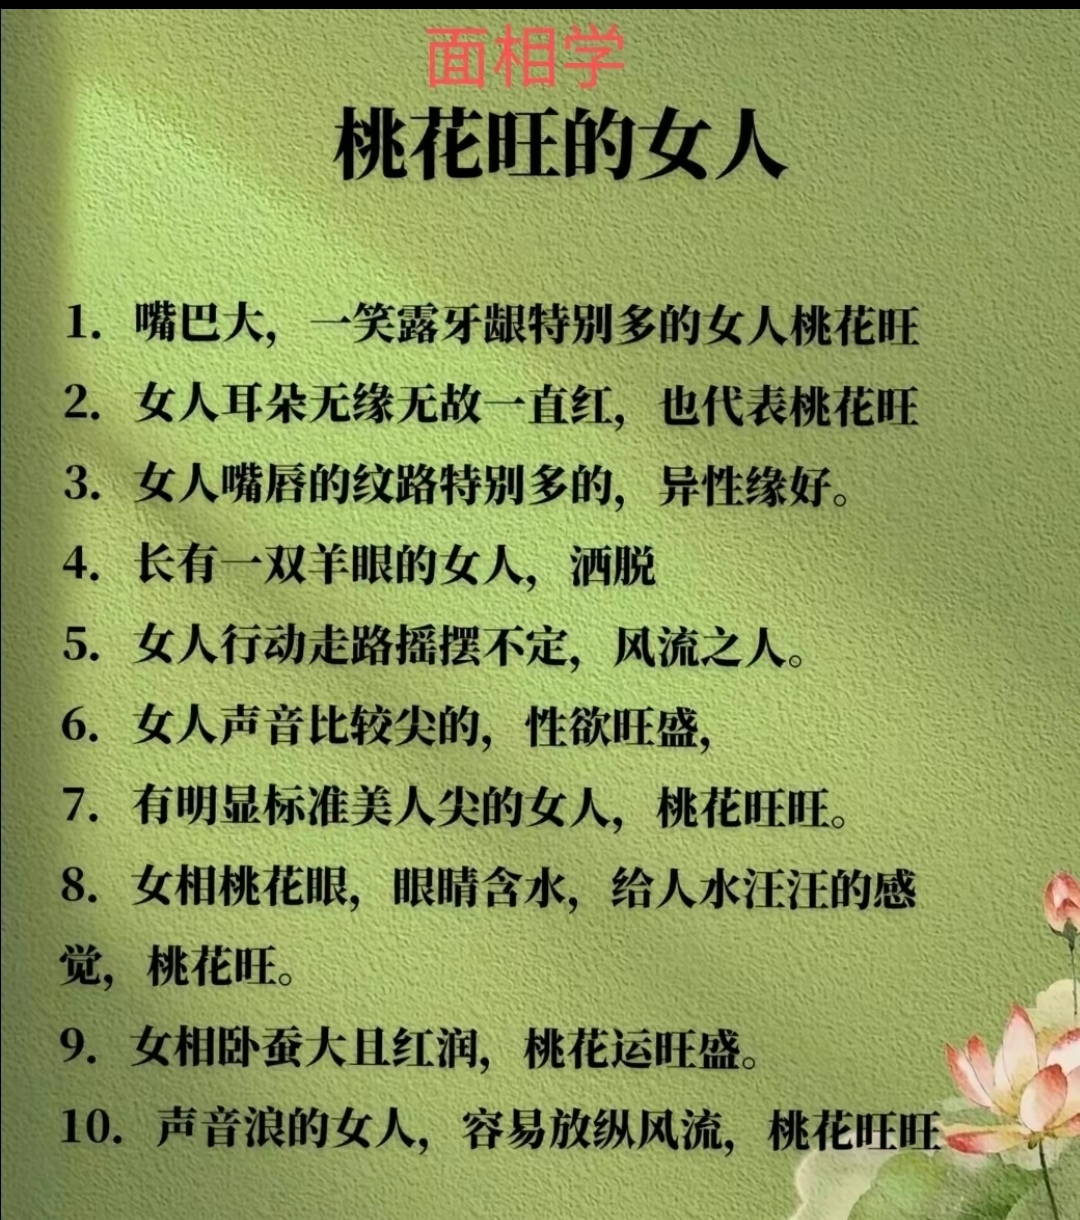 面相学
桃花旺的女人
1. 嘴巴大，一笑露牙龈特别多的女人桃花旺
2. 女人耳朵无缘无故一直红，也代表桃花旺
3. 女人嘴唇的纹路特别多的，异性缘好。
4. 长有一双羊眼的女人，洒脱
5. 女人行动走路摇摆不定，风流之人。
6. 女人声音比较尖的，性欲旺盛，
7. 有明显标准美人尖的女人，桃花旺旺。
8. 女相桃花眼，眼睛含水，给人水汪汪的感
觉，桃花旺。
9. 女相卧蚕大且红润，桃花运旺盛。
10. 声音浪的女人，容易放纵风流，桃花旺旺